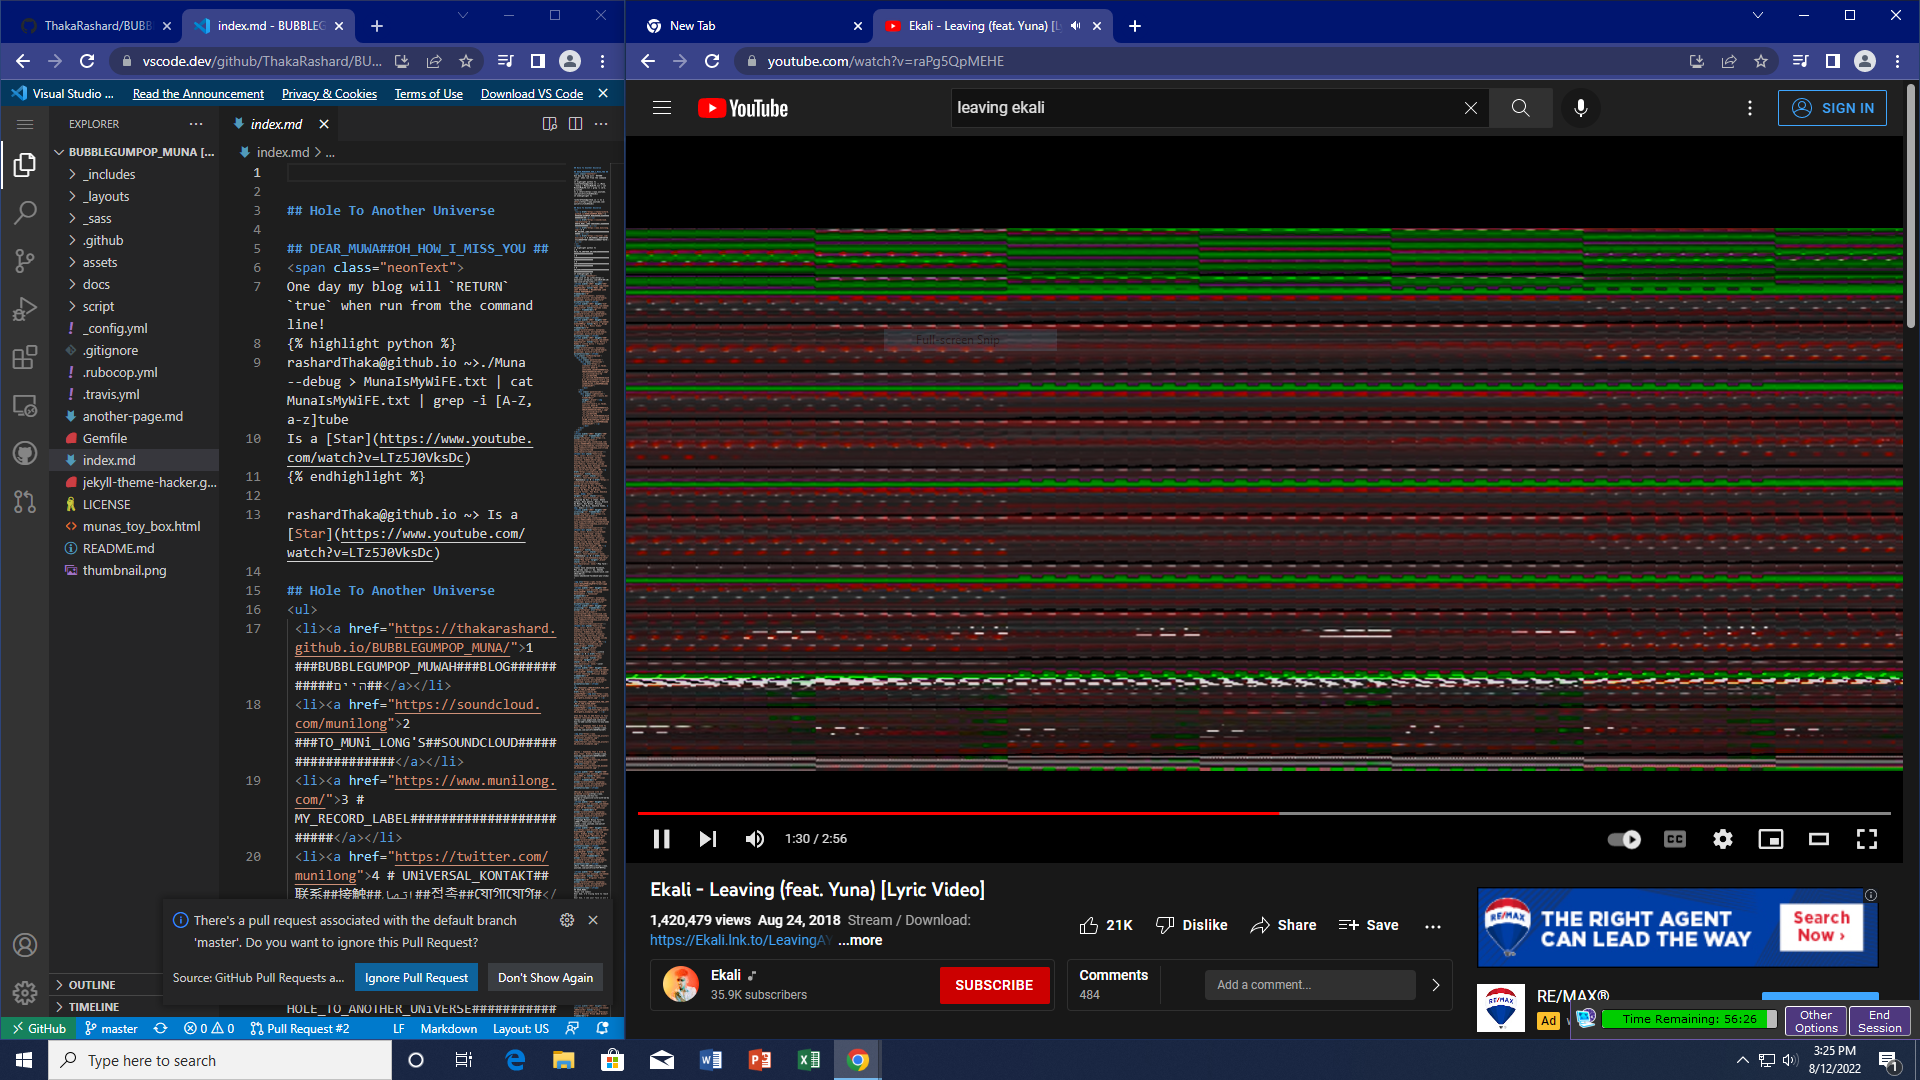 ThakaRashard/BUBB
index.md - BUBBLEG
vscode.dev/github/ThakaRashard/BU...
Visual Studio ...
Read the Announcement
Privacy & Cookies
Terms of Use
Download VS Code
EXPLORER
BUBBLEGUMPOP_MUNA [...
_includes
_layouts
_sass
.github
assets
docs
script
_config.yml
.gitignore
.rubocop.yml
.travis.yml
another-page.md
Gemfile
index.md
jekyll-theme-hacker.g...
LICENSE
munas_toy_box.html
README.md
thumbnail.png
OUTLINE
TIMELINE
index.md
index.md > ...
1
2
3 ## Hole To Another Universe
4
5 ## DEAR_MUWA##OH_HOW_I_MISS_YOU ##
6 <span class="neonText">
7 One day my blog will `RETURN`
`true` when run from the command
line!
8 {% highlight python %}
9 rashardThaka@github.io ~>./Muna
--debug > MunaIsMyWiFE.txt | cat
MunaIsMyWiFE.txt | grep -i [A-Z,
a-z]tube
10 Is a [Star](https://www.youtube.
com/watch?v=LTz5J0VksDc)
11 {% endhighlight %}
12
13 rashardThaka@github.io ~> Is a
[Star](https://www.youtube.com/
watch?v=LTz5J0VksDc)
14
15 ## Hole To Another Universe
16 <ul>
17 <li><a href="https://thakarashard.
github.io/BUBBLEGUMPOP_MUNA/">1
###BUBBLEGUMPOP_MUWAH###BLOG######
#####היים##</a></li>
18 <li><a href="https://soundcloud.
com/munilong">2
###TO_MUNi_LONG'S##SOUNDCLOUD#####
#############</a></li>
19 <li><a href="https://www.munilong.
com/">3 #
MY_RECORD_LABEL###################
#####</a></li>
20 <li><a href="https://twitter.com/
munilong">4 # UNiVERSAL_KONTAKT##
联系##接触##
##접촉##যোগাযোগ#</
HOLE_TO_ANOTHER_UNiVERSE##########
There's a pull request associated with the default branch
'master'. Do you want to ignore this Pull Request?
Source: GitHub Pull Requests a...
Ignore Pull Request
Don't Show Again
GitHub
master
0 0
Pull Request #2
LF
Markdown
Layout: US
New Tab
Ekali - Leaving (feat. Yuna) [L
youtube.com/watch?v=raPg5QpMEHE
YouTube
leaving ekali
SIGN IN
Full-screen Snip
1:30 / 2:56
CC
Ekali - Leaving (feat. Yuna) [Lyric Video]
1,420,479 views Aug 24, 2018 Stream / Download:
https://Ekali.lnk.to/LeavingAY ...more
21K
Dislike
Share
Save
Ekali
35.9K subscribers
SUBSCRIBE
Comments
484
Add a comment...
RE/MAX
THE RIGHT AGENT
CAN LEAD THE WAY
Search
Now ›
RE/MAX
RE/MAX®
Ad
Time Remaining: 56:26
Other
Options
End
Session
Type here to search
3:25 PM
8/12/2022
1